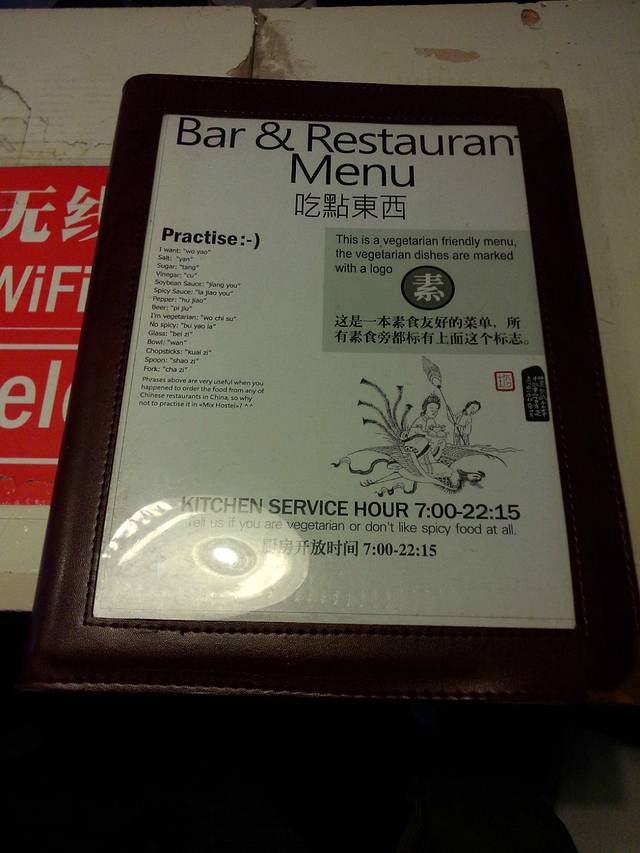 Bar & Restauran
Menu
吃點東西
Practise:-)
I want: "wo yao"
Salt: "yan"
Sugar: "tang"
Vinegar: "cu"
Soybean Sauce: "jiang you"
Spicy Sauce: "la jiao you"
Pepper: "hu jiao"
Beer: "pi jiu"
I'm vegetarian: "wo chi su"
No spicy: "bu yao la"
Glass: "bei zi"
Bowl: "wan"
Chopsticks: "kuai zi"
Spoon: "shao zi"
Fork: "cha zi"
Phrases above are very useful when you
happened to order the food from any of
Chinese restaurants in China, so why
not to practise it in «Mix Hostel»? ^ ^
This is a vegetarian friendly menu,
the vegetarian dishes are marked
with a logo
素
这是一本素食友好的菜单，所
有素食旁都标有上面这个标志。
KITCHEN SERVICE HOUR 7:00-22:15
Tell us if you are vegetarian or don't like spicy food at all.
厨房开放时间 7:00-22:15
无线
WiFi
elc